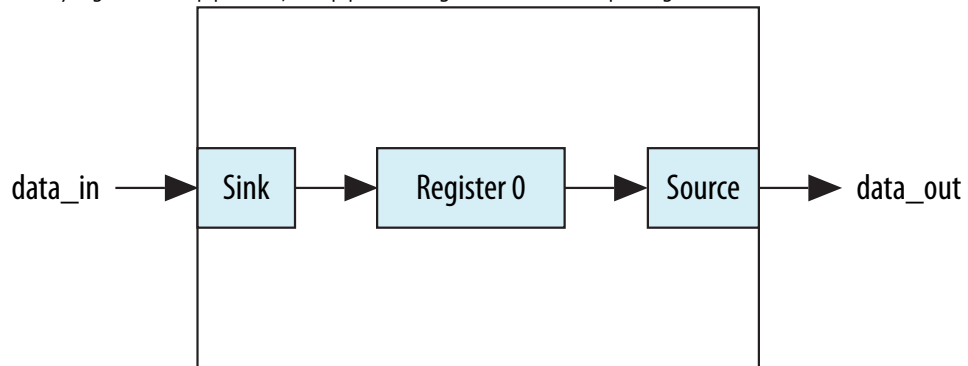 data_in
Sink
Register 0
Source
data_out